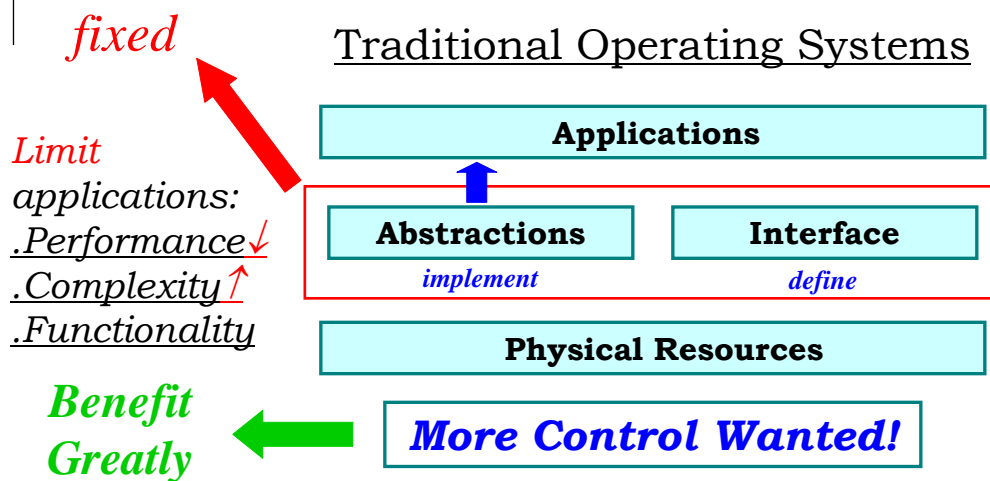 fixed
Traditional Operating Systems
Applications
Limit
applications:
.Performance↓
.Complexity↑
.Functionality
Abstractions
Interface
implement
define
Physical Resources
Benefit
Greatly
More Control Wanted!